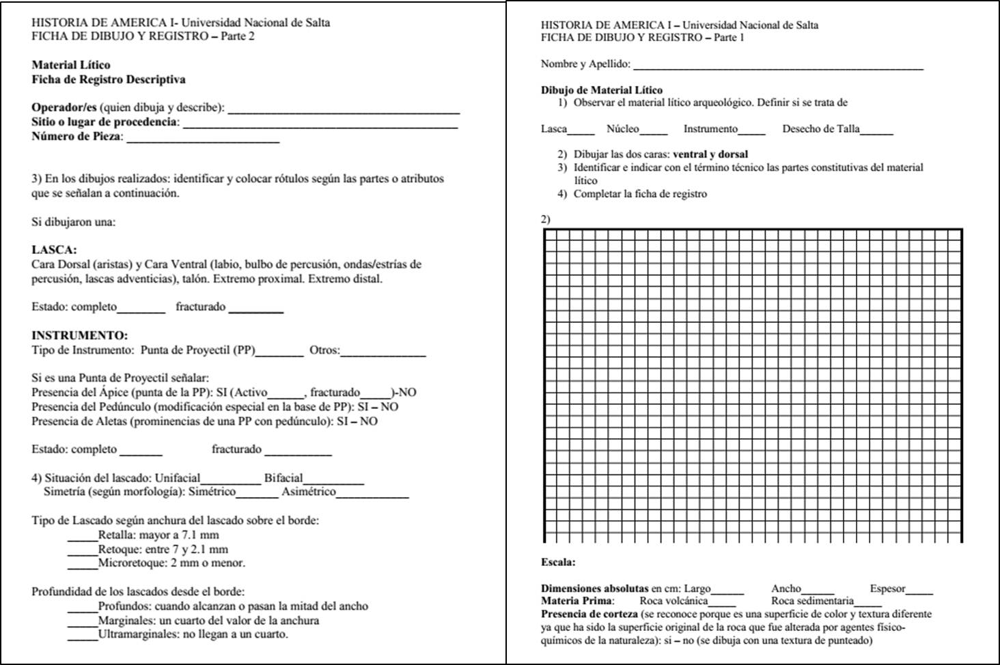 HISTORIA DE AMERICA I- Universidad Nacional de Salta
FICHA DE DIBUJO Y REGISTRO – Parte 2
Material Lítico
Ficha de Registro Descriptiva
Operador/es (quien dibuja y describe):
Sitio o lugar de procedencia:
Número de Pieza:
3) En los dibujos realizados: identificar y colocar rótulos según las partes o atributos
que se señalan a continuación.
Si dibujaron una:
LASCA:
Cara Dorsal (aristas) y Cara Ventral (labio, bulbo de percusión, ondas/estrías de
percusión, lascas adventicias), talón. Extremo proximal. Extremo distal.
Estado: completo________ fracturado_________
INSTRUMENTO:
Tipo de Instrumento: Punta de Proyectil (PP)________ Otros:______________
Si es una Punta de Proyectil señalar:
Presencia del Ápice (punta de la PP): SI (Activo______, fracturado_____)-NO
Presencia del Pedúnculo (modificación especial en la base de PP): SI – NO
Presencia de Aletas (prominencias de una PP con pedúnculo): SI – NO
Estado: completo _______ fracturado ___________
4) Situación del lascado: Unifacial__________ Bifacial__________
Simetría (según morfología): Simétrico_______ Asimétrico____________
Tipo de Lascado según anchura del lascado sobre el borde:
_____Retalla: mayor a 7.1 mm
_____Retoque: entre 7 y 2.1 mm
_____Microretoque: 2 mm o menor.
Profundidad de los lascados desde el borde:
_____Profundos: cuando alcanzan o pasan la mitad del ancho
_____Marginales: un cuarto del valor de la anchura
_____Ultramarginales: no llegan a un cuarto.
HISTORIA DE AMERICA I – Universidad Nacional de Salta
FICHA DE DIBUJO Y REGISTRO – Parte 1
Nombre y Apellido:
Dibujo de Material Lítico
1) Observar el material lítico arqueológico. Definir si se trata de
Lasca_____ Núcleo_____ Instrumento_____ Desecho de Talla______
2) Dibujar las dos caras: ventral y dorsal
3) Identificar e indicar con el término técnico las partes constitutivas del material
lítico
4) Completar la ficha de registro
2)
Escala:
Dimensiones absolutas en cm: Largo______ Ancho______ Espesor_____
Materia Prima: Roca volcánica_____ Roca sedimentaria_____
Presencia de corteza (se reconoce porque es una superficie de color y textura diferente
ya que ha sido la superficie original de la roca que fue alterada por agentes físico-
químicos de la naturaleza): si – no (se dibuja con una textura de punteado)